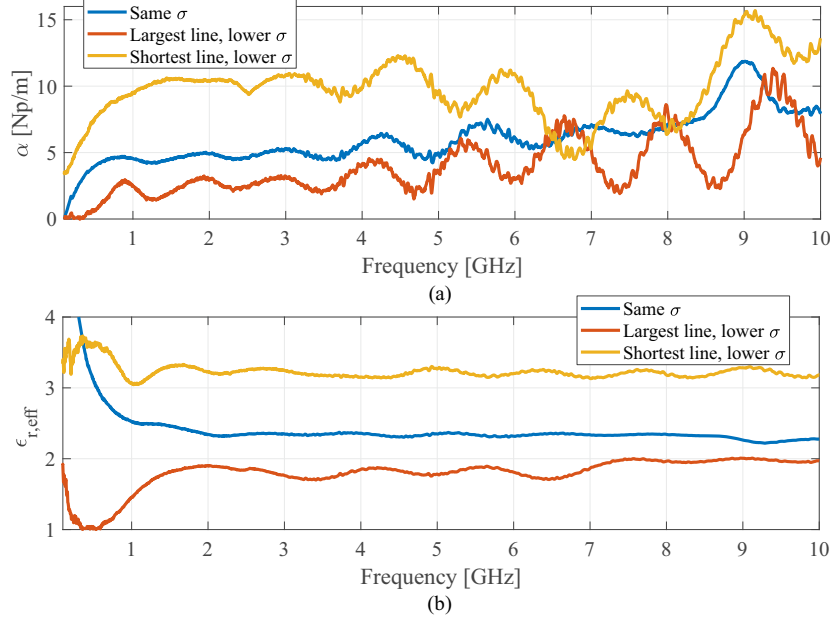 (a)
Same σ
Largest line, lower σ
Shortest line, lower σ
15
10
5
0
α [Np/m]
1 2 3 4 5 6 7 8 9 10
Frequency [GHz]
(a)
Same σ
Largest line, lower σ
Shortest line, lower σ
4
3
2
1
ϵr,eff
1 2 3 4 5 6 7 8 9 10
Frequency [GHz]
(b)